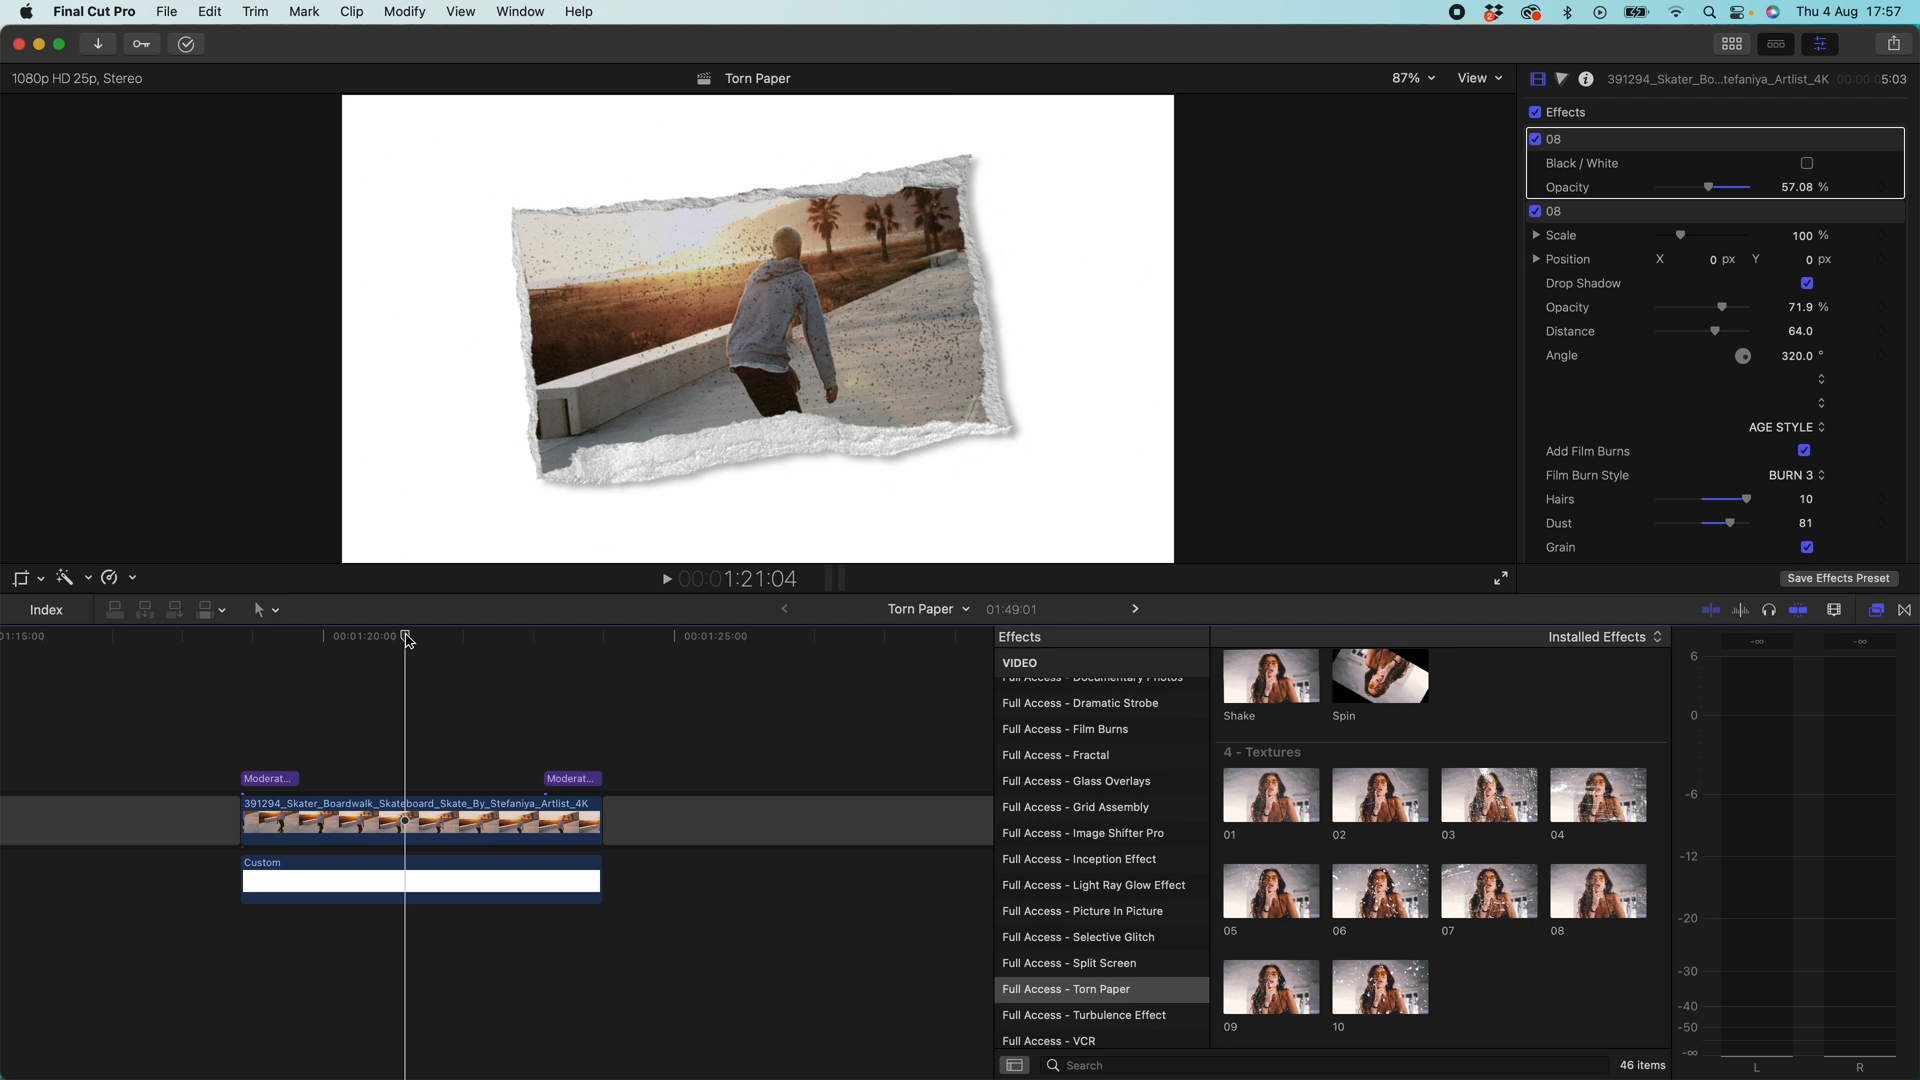 Final Cut Pro File Edit Trim Mark Clip Modify View Window Help
2
Thu 4 Aug 17:57
1080p HD 25p, Stereo
Torn Paper
87% View
391294_Skater_Bo...tefaniya_Artlist_4K 00:00:05:03
Effects
08
Black / White
Opacity 57.08 %
08
Scale 100 %
Position X 0 px Y 0 px
Drop Shadow
Opacity 71.9 %
Distance 64.0
Angle 320.0 °
AGE STYLE
Add Film Burns
Film Burn Style BURN 3
Hairs 10
Dust 81
Grain
00:01:21:04
Save Effects Preset
Index
Torn Paper 01:49:01
01:15:00 00:01:20:00 00:01:25:00
Moderat... Moderat...
391294_Skater_Boardwalk_Skateboard_Skate_By_Stefaniya_Artlist_4K
Custom
Effects
Installed Effects
VIDEO
Full Access - Documentary Photos
Full Access - Dramatic Strobe
Full Access - Film Burns
Full Access - Fractal
Full Access - Glass Overlays
Full Access - Grid Assembly
Full Access - Image Shifter Pro
Full Access - Inception Effect
Full Access - Light Ray Glow Effect
Full Access - Picture In Picture
Full Access - Selective Glitch
Full Access - Split Screen
Full Access - Torn Paper
Full Access - Turbulence Effect
Full Access - VCR
Shake Spin
4 - Textures
01 02 03 04
05 06 07 08
09 10
Search
46 items
-∞ -∞
6
0
-6
-12
-20
-30
-40
-50
-∞
L R